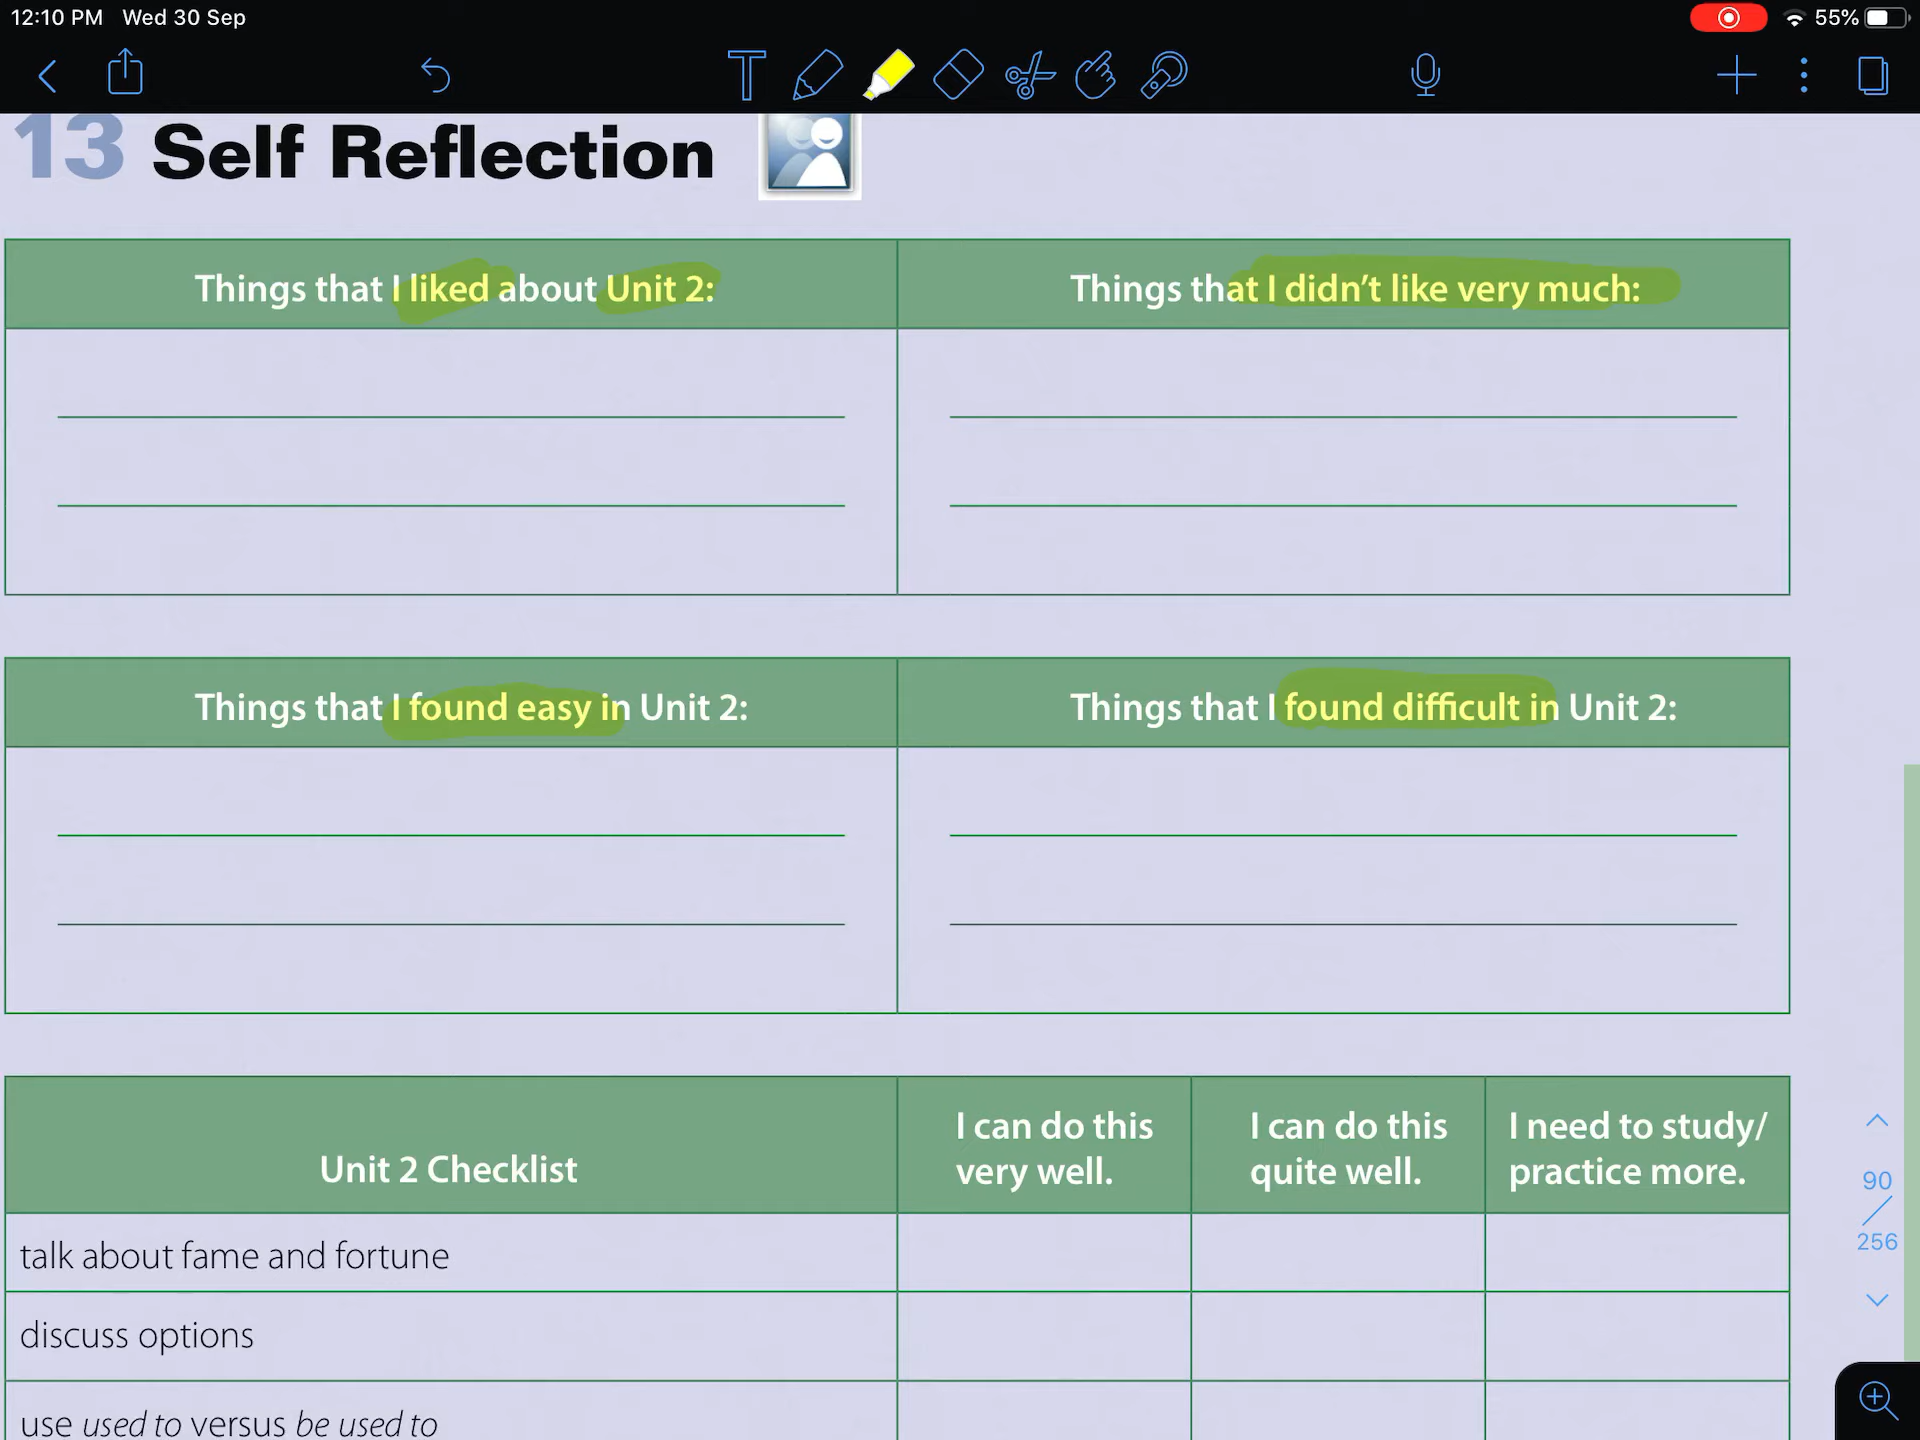 12:10 PM Wed 30 Sep
55%
13 Self Reflection
Things that I liked about Unit 2:
Things that I didn't like very much:
Things that I found easy in Unit 2:
Things that I found difficult in Unit 2:
Unit 2 Checklist
I can do this
very well.
I can do this
quite well.
I need to study/
practice more.
talk about fame and fortune
discuss options
use used to versus be used to
90
/
256